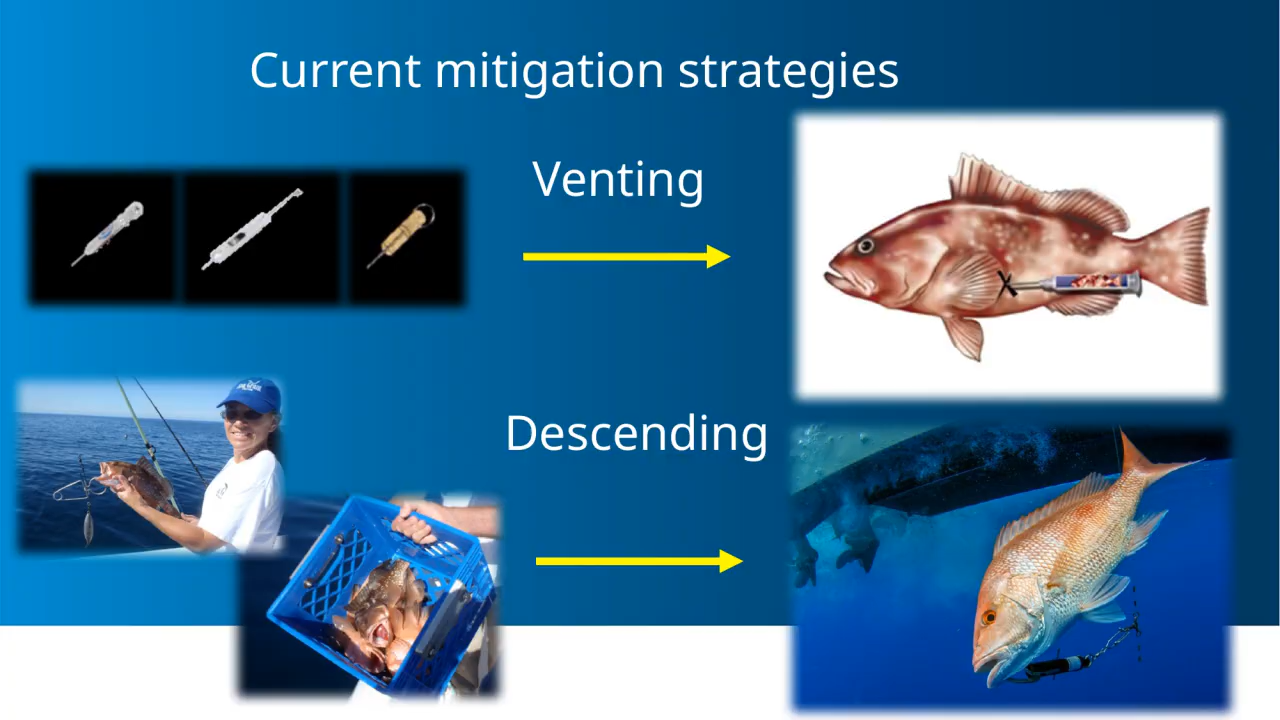 Current mitigation strategies
Venting
Descending